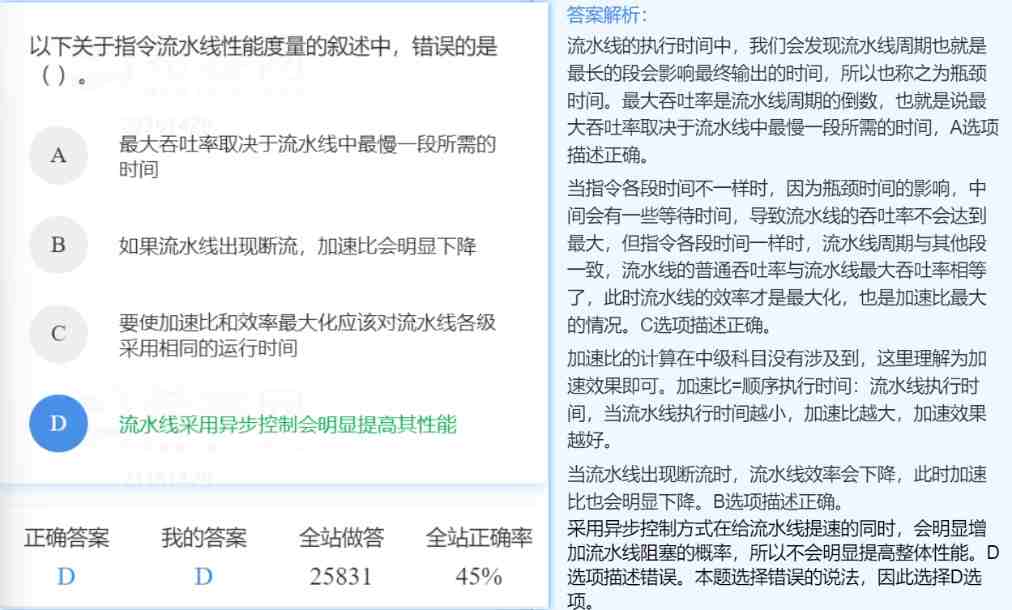 以下关于指令流水线性能度量的叙述中，错误的是
（ ）。
A
最大吞吐率取决于流水线中最慢一段所需的
时间
B
如果流水线出现断流，加速比会明显下降
C
要使加速比和效率最大化应该对流水线各级
采用相同的运行时间
D
流水线采用异步控制会明显提高其性能
正确答案 我的答案 全站做答 全站正确率
D D 25831 45%
答案解析：
流水线的执行时间中，我们会发现流水线周期也就是
最长的段会影响最终输出的时间，所以也称之为瓶颈
时间。最大吞吐率是流水线周期的倒数，也就是说最
大吞吐率取决于流水线中最慢一段所需的时间，A选项
描述正确。
当指令各段时间不一样时，因为瓶颈时间的影响，中
间会有一些等待时间，导致流水线的吞吐率不会达到
最大，但指令各段时间一样时，流水线周期与其他段
一致，流水线的普通吞吐率与流水线最大吞吐率相等
了，此时流水线的效率才是最大化，也是加速比最大
的情况。C选项描述正确。
加速比的计算在中级科目没有涉及到，这里理解为加
速效果即可。加速比=顺序执行时间：流水线执行时
间，当流水线执行时间越小，加速比越大，加速效果
越好。
当流水线出现断流时，流水线效率会下降，此时加速
比也会明显下降。B选项描述正确。
采用异步控制方式在给流水线提速的同时，会明显增
加流水线阻塞的概率，所以不会明显提高整体性能。D
选项描述错误。本题选择错误的说法，因此选择D选
项。